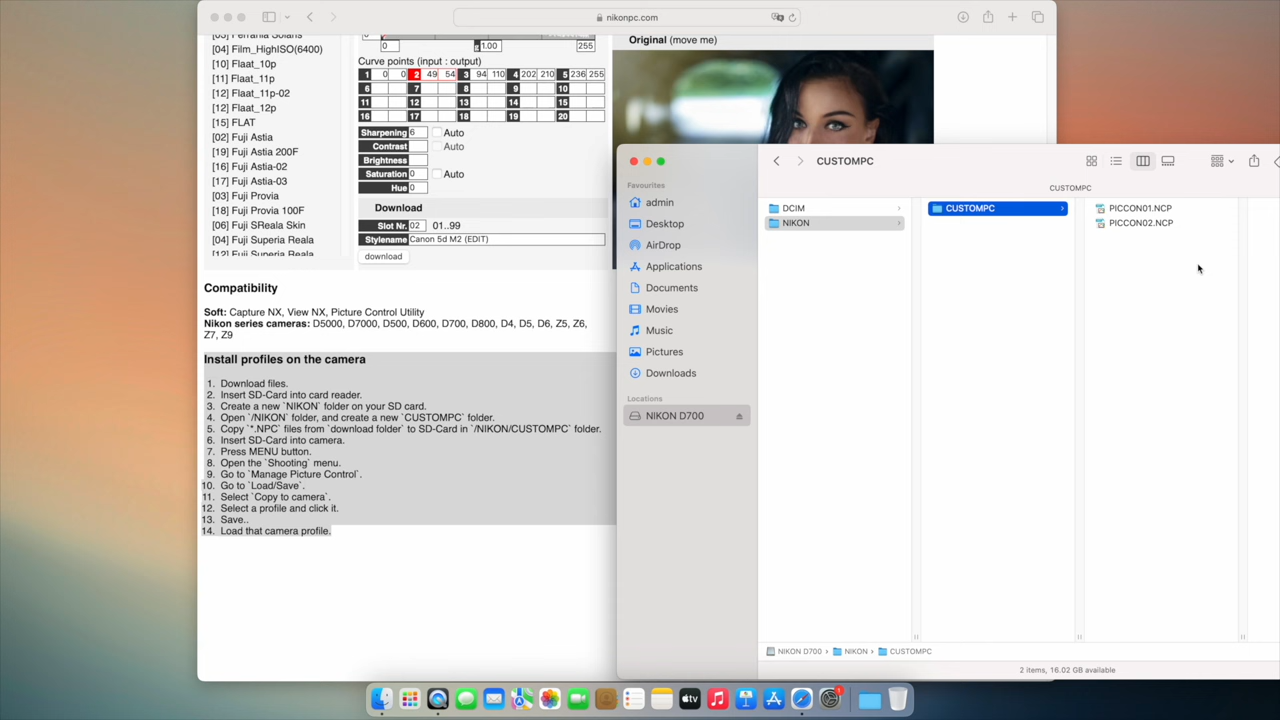 nikonpc.com
[03] Ferrania Solaris
[04] Film_HighISO(6400)
[10] Flaat_10p
[11] Flaat_11p
[12] Flaat_11p-02
[12] Flaat_12p
[15] FLAT
[02] Fuji Astia
[19] Fuji Astia 200F
[16] Fuji Astia-02
[17] Fuji Astia-03
[03] Fuji Provia
[18] Fuji Provia 100F
[06] Fuji SReala Skin
[04] Fuji Superia Reala
[12] Fuji Superia Reala
0 1.00 255
Curve points (input : output)
1 0 0 2 49 54 3 94 110 4 202 210 5 236 255
6 7 8 9 10
11 12 13 14 15
16 17 18 19 20
Sharpening 6 Auto
Contrast Auto
Brightness
Saturation 0 Auto
Hue 0
Download
Slot Nr. 02 01..99
Stylename Canon 5d M2 (EDIT)
download
Original (move me)
Compatibility
Soft: Capture NX, View NX, Picture Control Utility
Nikon series cameras: D5000, D7000, D500, D600, D700, D800, D4, D5, D6, Z5, Z6,
Z7, Z9
Install profiles on the camera
1. Download files.
2. Insert SD-Card into card reader.
3. Create a new `NIKON` folder on your SD card.
4. Open `/NIKON` folder, and create a new `CUSTOMPC` folder.
5. Copy `*.NPC` files from `download folder` to SD-Card in `/NIKON/CUSTOMPC` folder.
6. Insert SD-Card into camera.
7. Press MENU button.
8. Open the `Shooting` menu.
9. Go to `Manage Picture Control`.
10. Go to `Load/Save`.
11. Select `Copy to camera`.
12. Select a profile and click it.
13. Save..
14. Load that camera profile.
CUSTOMPC
CUSTOMPC
Favourites
admin
Desktop
AirDrop
Applications
Documents
Movies
Music
Pictures
Downloads
Locations
NIKON D700
DCIM
NIKON
CUSTOMPC
PICCON01.NCP
PICCON02.NCP
NIKON D700 › NIKON › CUSTOMPC
2 items, 16.02 GB available
tv
1